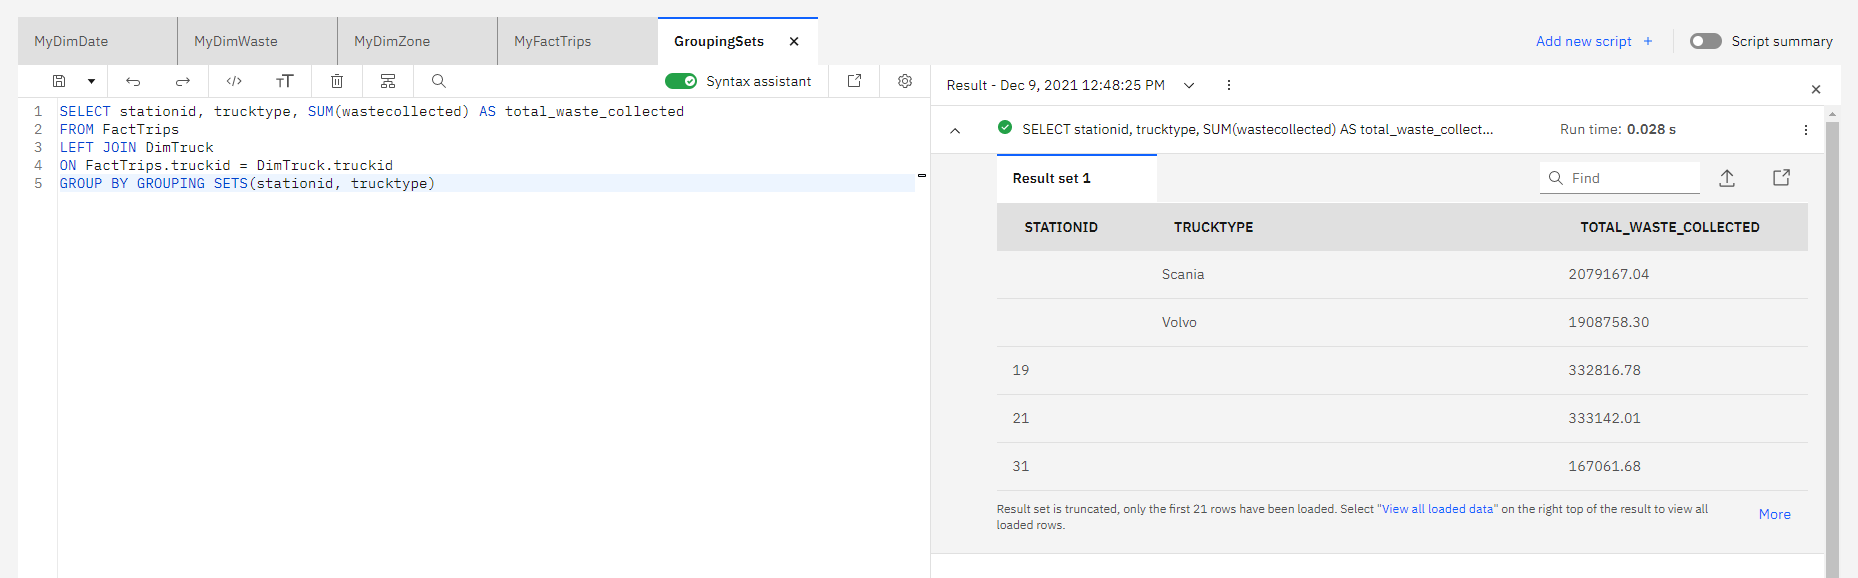 MyDimDate
MyDimWaste
MyDimZone
MyFactTrips
GroupingSets
Add new script +
Script summary
Syntax assistant
1 SELECT stationid, trucktype, SUM(wastecollected) AS total_waste_collected
2 FROM FactTrips
3 LEFT JOIN DimTruck
4 ON FactTrips.truckid = DimTruck.truckid
5 GROUP BY GROUPING SETS(stationid, trucktype)
Result - Dec 9, 2021 12:48:25 PM
SELECT stationid, trucktype, SUM(wastecollected) AS total_waste_collect...
Run time: 0.028 s
Result set 1
Find
STATIONID TRUCKTYPE TOTAL_WASTE_COLLECTED
Scania 2079167.04
Volvo 1908758.30
19 332816.78
21 333142.01
31 167061.68
Result set is truncated, only the first 21 rows have been loaded. Select "View all loaded data" on the right top of the result to view all
loaded rows.
More